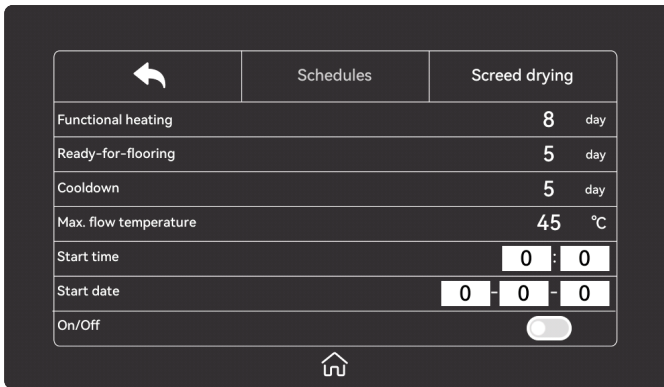 Schedules Screed drying
Functional heating 8 day
Ready-for-flooring 5 day
Cooldown 5 day
Max. flow temperature 45 °C
Start time 0 : 0
Start date 0 - 0 - 0
On/Off